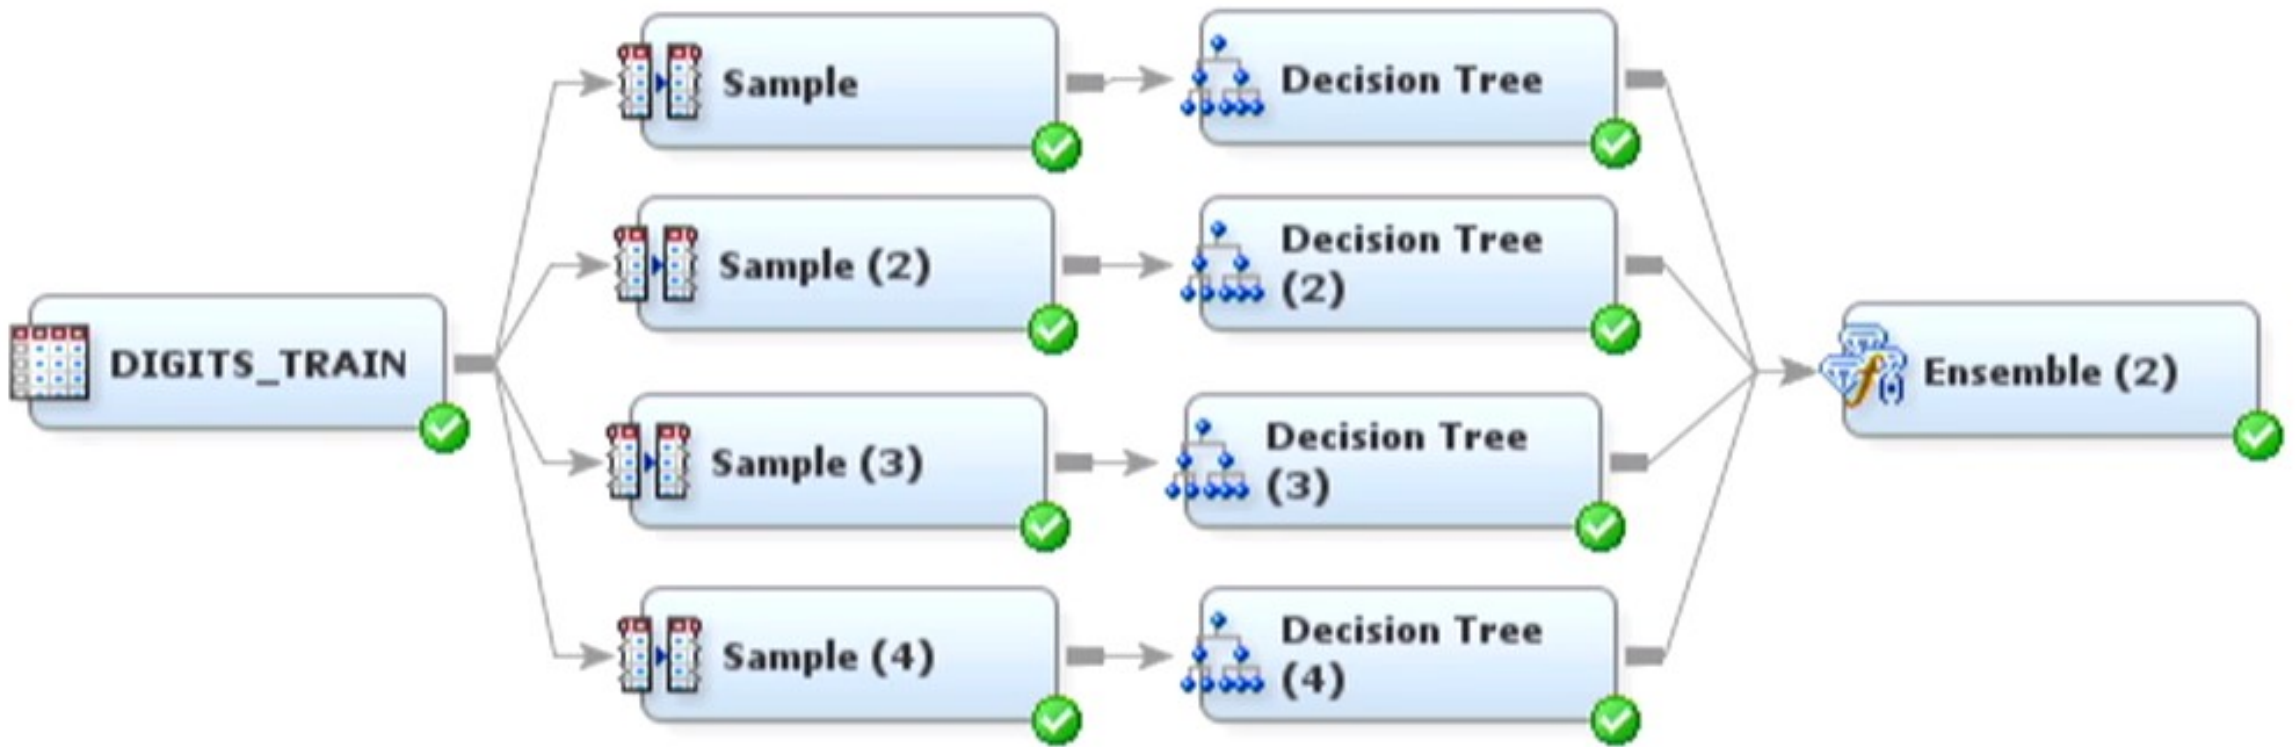 Sample
Decision Tree
Sample (2)
Decision Tree
(2)
DIGITS_TRAIN
Ensemble (2)
Sample (3)
Decision Tree
(3)
Sample (4)
Decision Tree
(4)